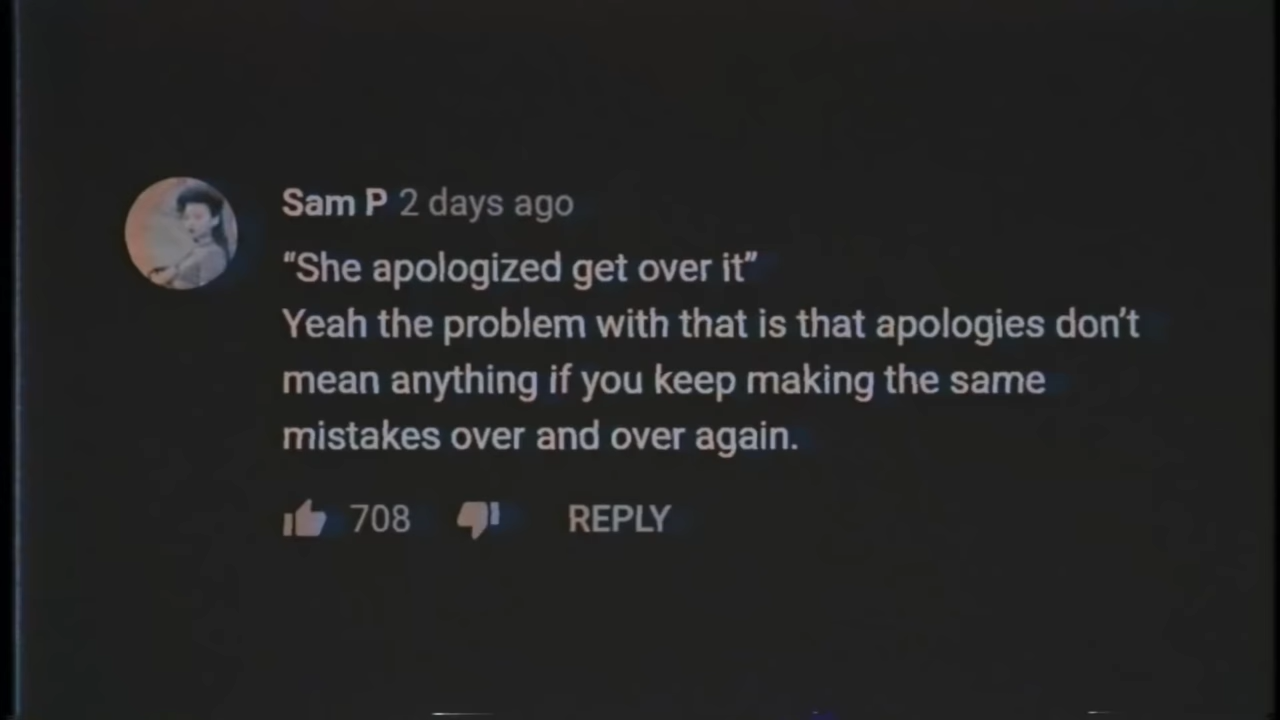 Sam P 2 days ago
“She apologized get over it”
Yeah the problem with that is that apologies don’t
mean anything if you keep making the same
mistakes over and over again.
708 REPLY